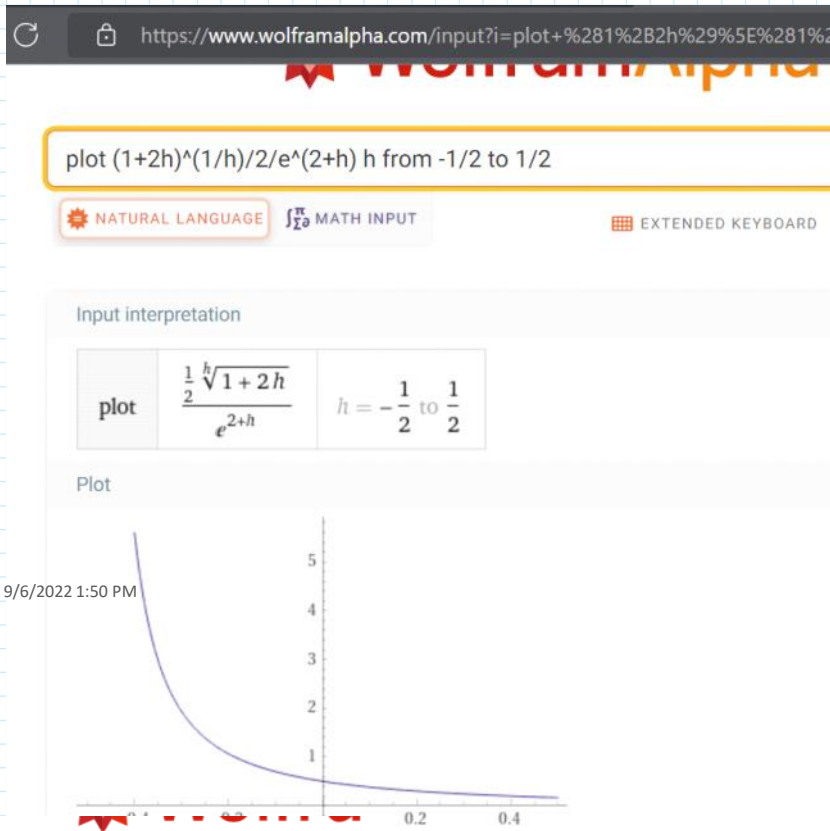 https://www.wolframalpha.com/input?i=plot+%281%2B2h%29%5E%281%2
WolframAlpha
plot (1+2h)^(1/h)/2/e^(2+h) h from -1/2 to 1/2
NATURAL LANGUAGE ∫Σπ∂ MATH INPUT EXTENDED KEYBOARD
Input interpretation
plot 1/2 ʰ√1 + 2 h / e^2+h h = - 1/2 to 1/2
Plot
5
9/6/2022 1:50 PM
4
3
2
1
0.2 0.4